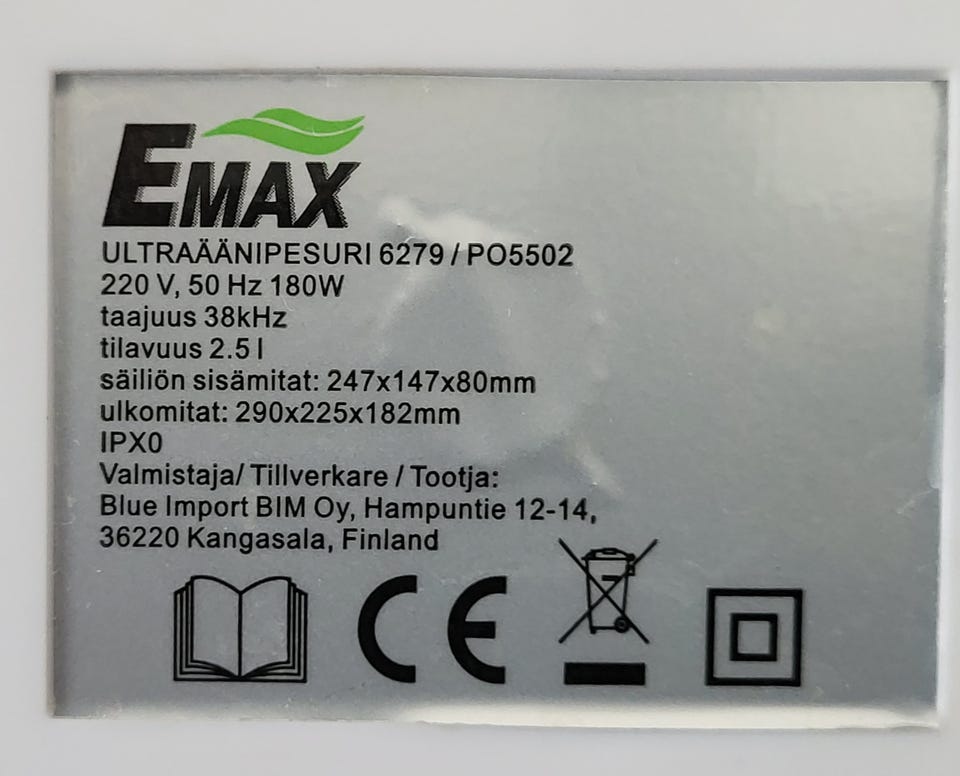 EMAX
ULTRAÄÄNIPESURI 6279 / PO5502
220 V, 50 Hz 180W
taajuus 38kHz
tilavuus 2.5 l
säiliön sisämitat: 247x147x80mm
ulkomitat: 290x225x182mm
IPX0
Valmistaja/ Tillverkare / Tootja:
Blue Import BIM Oy, Hampuntie 12-14,
36220 Kangasala, Finland
CE